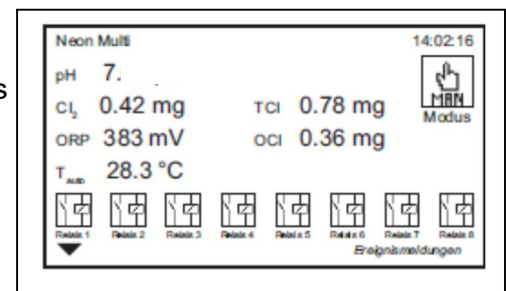 s
Neon Multi 14:02:16
pH 7.
MAN
Modus
Cl2 0.42 mg TCl 0.78 mg
ORP 383 mV OCl 0.36 mg
Tauto 28.3 °C
Relais 1 Relais 2 Relais 3 Relais 4 Relais 5 Relais 6 Relais 7 Relais 8
Ereignismeldungen